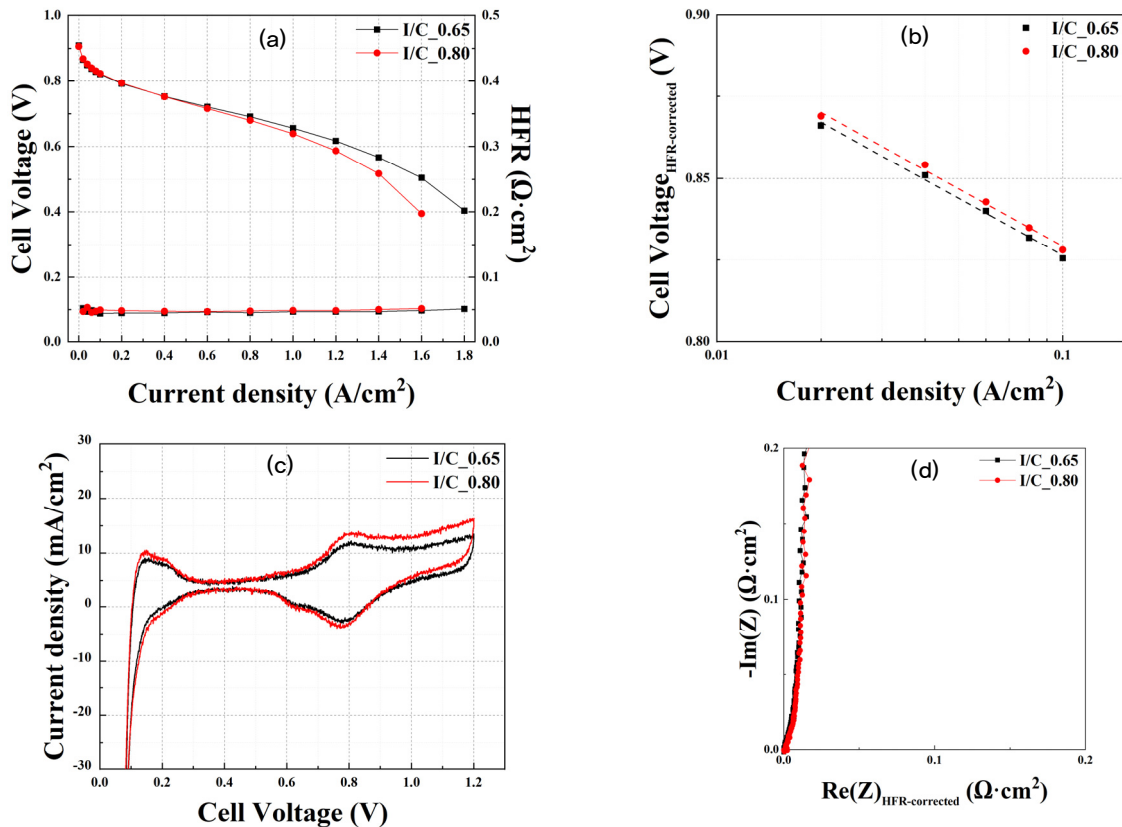 (a)
I/C_0.65
I/C_0.80
1.0
0.8
0.6
0.4
0.2
0.0
Cell Voltage (V)
0.5
0.4
0.3
0.2
0.1
0.0
HFR (Ω·cm²)
0.0 0.2 0.4 0.6 0.8 1.0 1.2 1.4 1.6 1.8
Current density (A/cm²)
(b)
I/C_0.65
I/C_0.80
0.90
0.85
0.80
Cell Voltage HFR-corrected (V)
0.01 0.1
Current density (A/cm²)
(c)
I/C_0.65
I/C_0.80
30
20
10
0
-10
-20
-30
Current density (mA/cm²)
0.0 0.2 0.4 0.6 0.8 1.0 1.2
Cell Voltage (V)
(d)
I/C_0.65
I/C_0.80
0.2
0.1
0.0
-Im(Z) (Ω·cm²)
0.0 0.1 0.2
Re(Z)HFR-corrected (Ω·cm²)